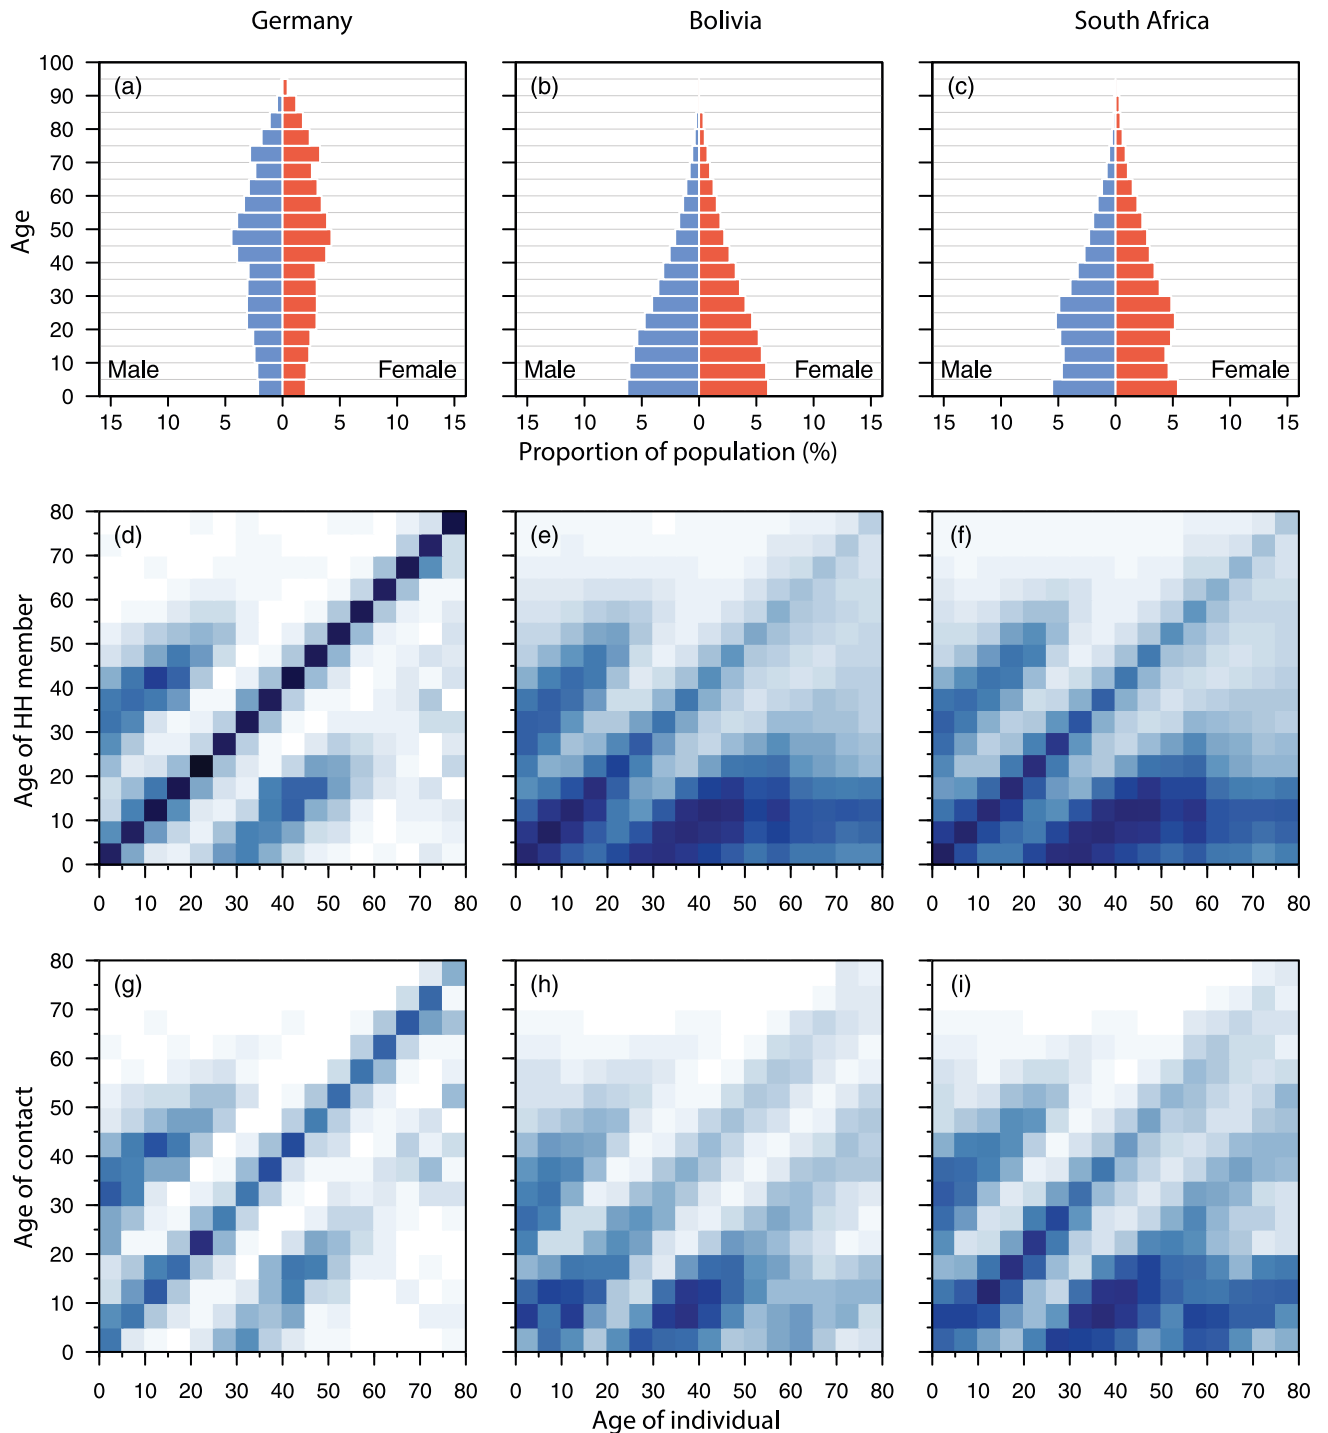 Germany Bolivia South Africa
100
90
80
70
60
50
40
30
20
10
0
Age
(a) (b) (c)
Male Female Male Female Male Female
15 10 5 0 5 10 15 15 10 5 0 5 10 15 15 10 5 0 5 10 15
Proportion of population (%)
80
70
60
50
40
30
20
10
0
Age of HH member
(d) (e) (f)
0 10 20 30 40 50 60 70 80 0 10 20 30 40 50 60 70 80 0 10 20 30 40 50 60 70 80
80
70
60
50
40
30
20
10
0
Age of contact
(g) (h) (i)
0 10 20 30 40 50 60 70 80 0 10 20 30 40 50 60 70 80 0 10 20 30 40 50 60 70 80
Age of individual